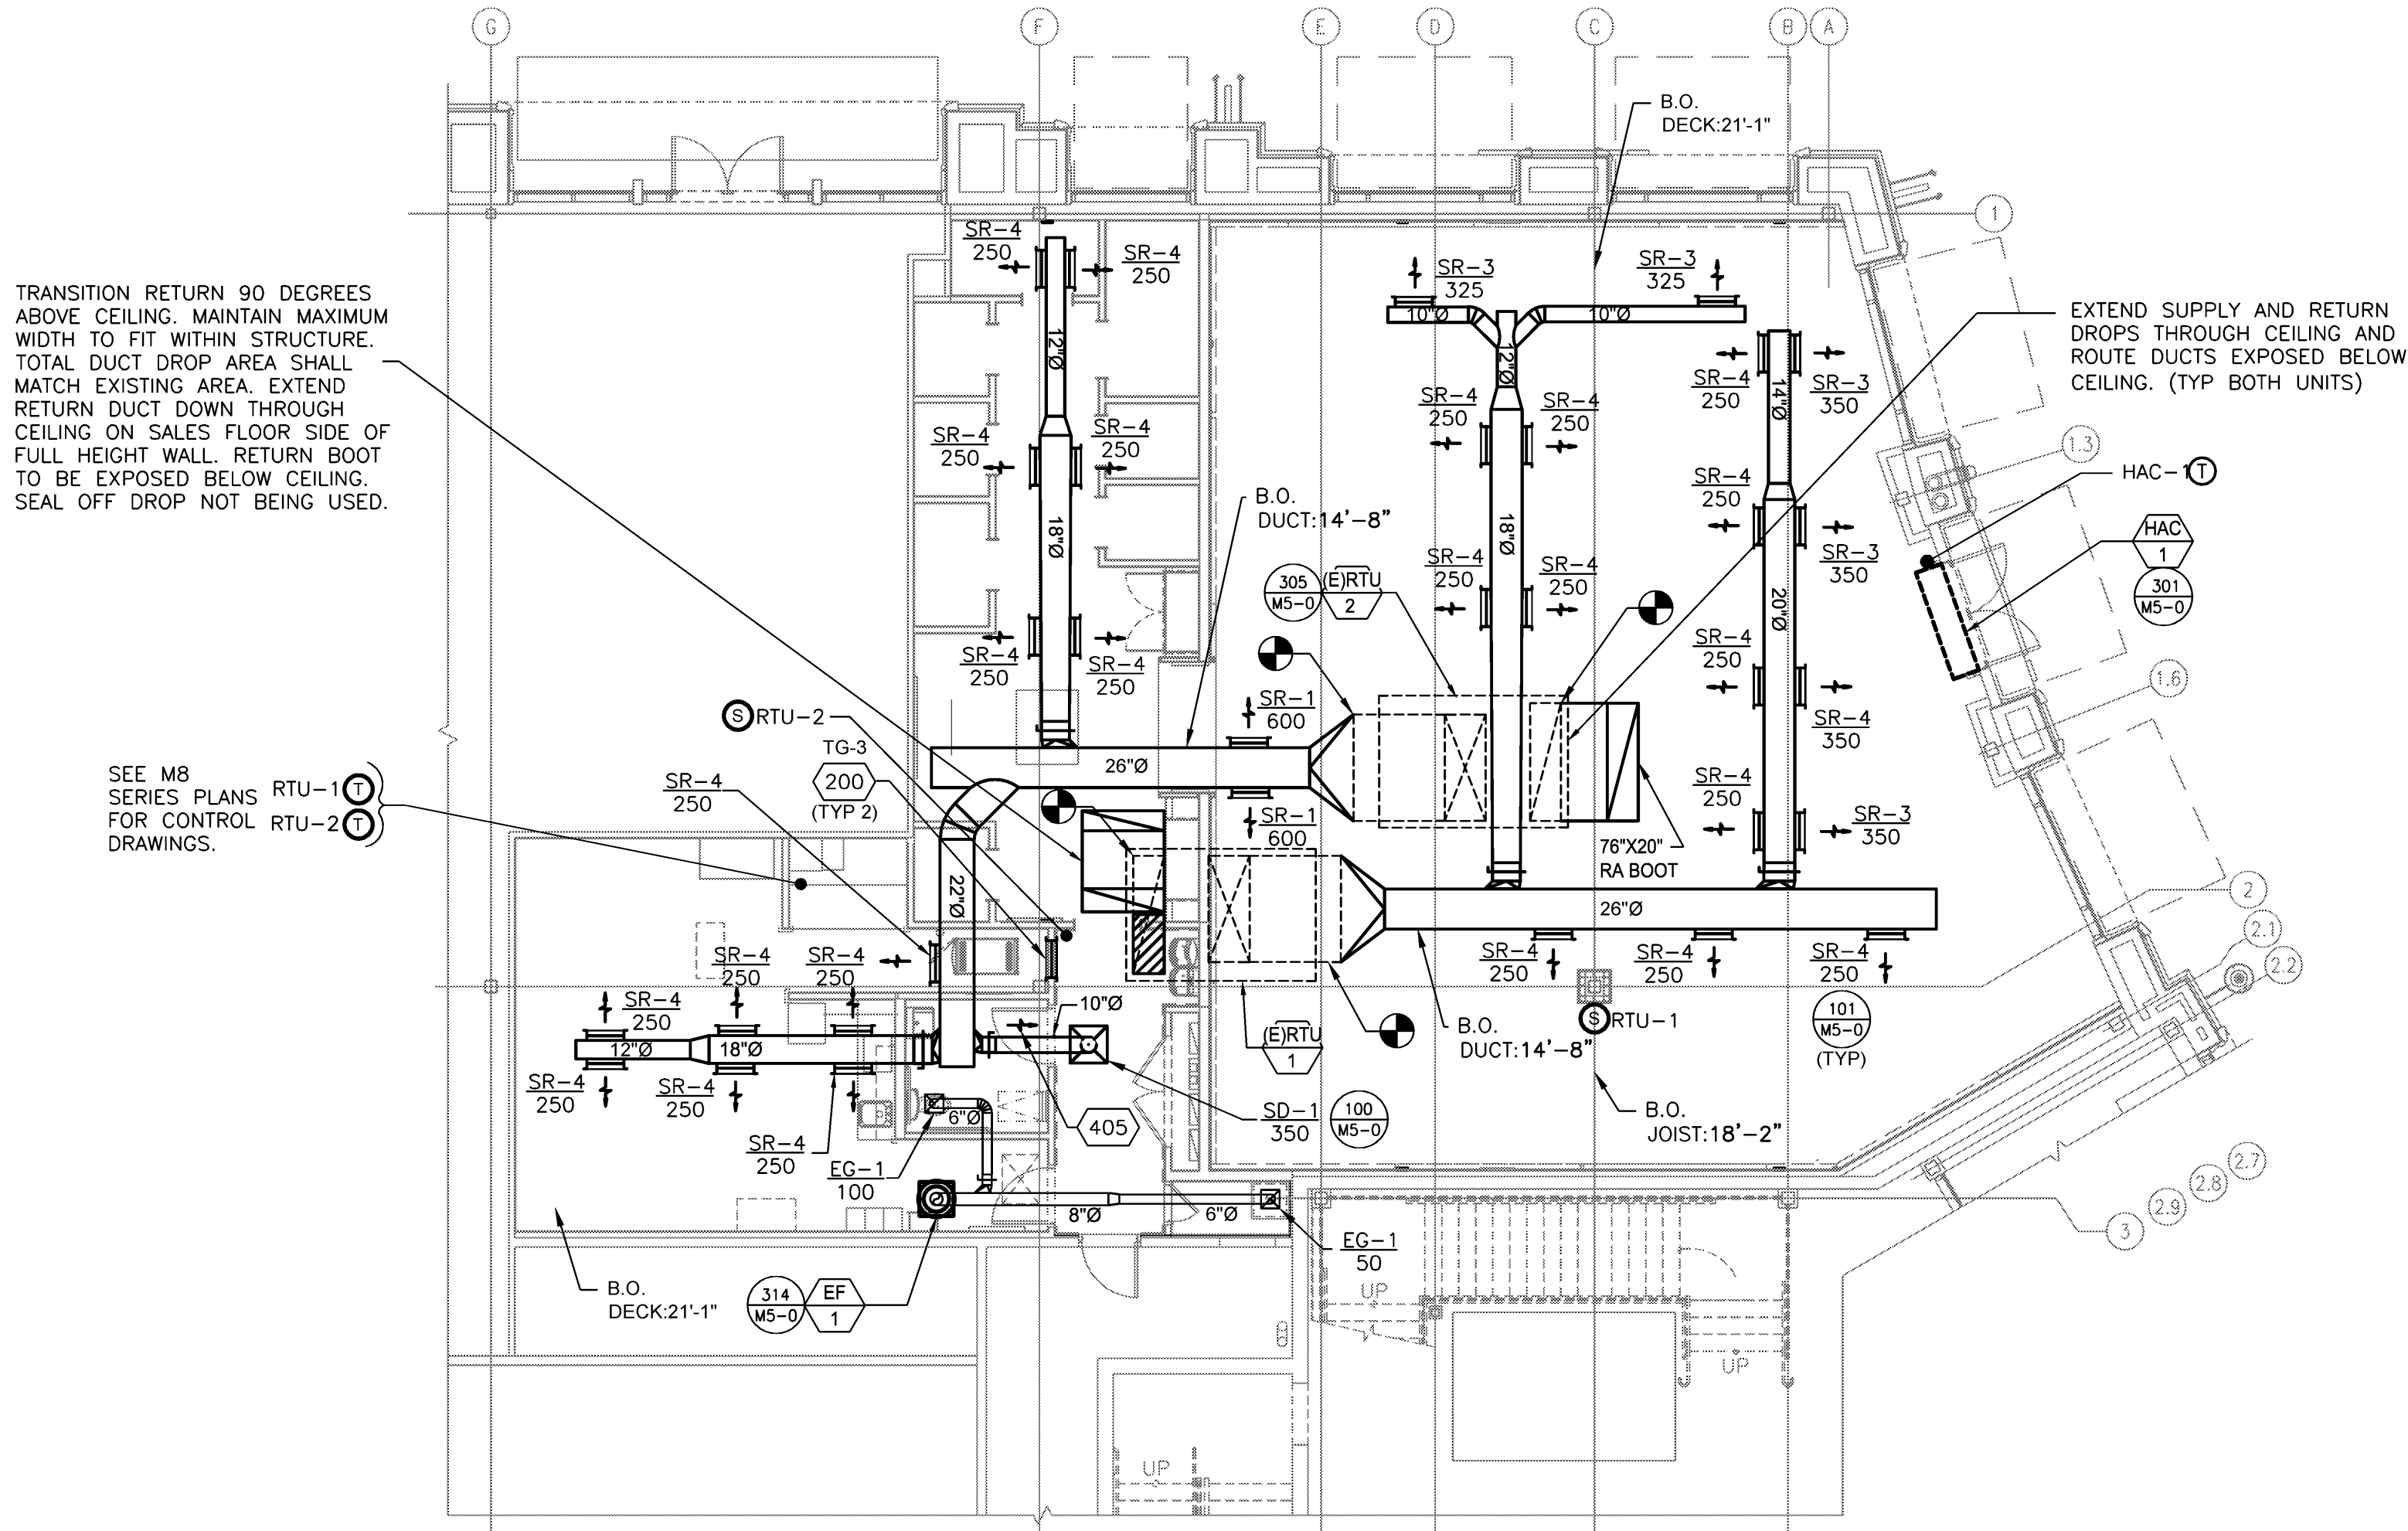 G
F
E
D
C
B
A
B.O.
DECK:21'-1"
1
SR-4
250
SR-4
250
SR-3
325
SR-3
325
10"Ø
10"Ø
12"Ø
12"Ø
TRANSITION RETURN 90 DEGREES
ABOVE CEILING. MAINTAIN MAXIMUM
WIDTH TO FIT WITHIN STRUCTURE.
TOTAL DUCT DROP AREA SHALL
MATCH EXISTING AREA. EXTEND
RETURN DUCT DOWN THROUGH
CEILING ON SALES FLOOR SIDE OF
FULL HEIGHT WALL. RETURN BOOT
TO BE EXPOSED BELOW CEILING.
SEAL OFF DROP NOT BEING USED.
EXTEND SUPPLY AND RETURN
DROPS THROUGH CEILING AND
ROUTE DUCTS EXPOSED BELOW
CEILING. (TYP BOTH UNITS)
SR-4
250
14"Ø
SR-3
350
SR-4
250
SR-4
250
SR-4
250
SR-4
250
1.3
HAC-1 T
SR-4
250
18"Ø
18"Ø
B.O.
DUCT:14'-8"
SR-3
350
HAC
1
301
M5-0
SR-4
250
SR-4
250
305
M5-0
(E)RTU
2
20"Ø
SR-4
250
SR-4
250
SR-4
250
1.6
S RTU-2
SR-1
600
SR-4
350
TG-3
200
(TYP 2)
26"Ø
SR-4
250
SEE M8
SERIES PLANS
FOR CONTROL
DRAWINGS.
RTU-1 T
RTU-2 T
SR-4
250
SR-1
600
SR-4
250
SR-3
350
76"X20"
RA BOOT
22"Ø
26"Ø
2
2.1
2.2
SR-4
250
SR-4
250
SR-4
250
SR-4
250
SR-4
250
SR-4
250
10"Ø
101
M5-0
(TYP)
S RTU-1
12"Ø
18"Ø
(E)RTU
1
B.O.
DUCT:14'-8"
SR-4
250
SR-4
250
6"Ø
405
SD-1
350
100
M5-0
B.O.
JOIST:18'-2"
SR-4
250
EG-1
100
8"Ø
6"Ø
2.7
2.8
2.9
3
EG-1
50
B.O.
DECK:21'-1"
314
M5-0
EF
1
UP
UP
UP